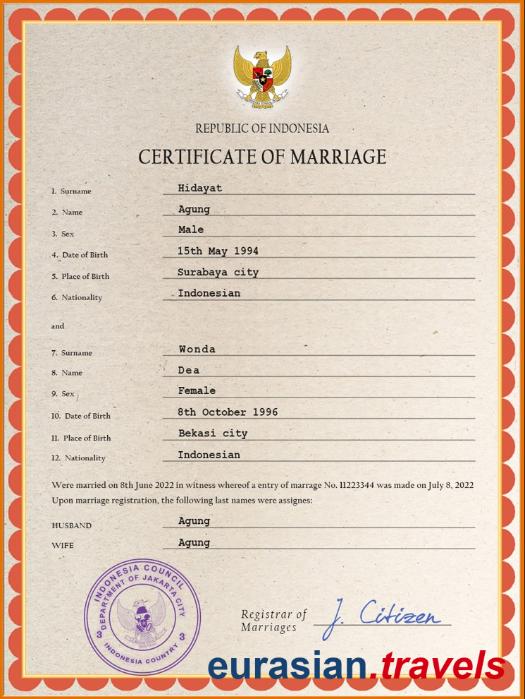 REPUBLIC OF INDONESIA
CERTIFICATE OF MARRIAGE
1. Surname Hidayat
2. Name Agung
3. Sex Male
4. Date of Birth 15th May 1994
5. Place of Birth Surabaya city
6. Nationality Indonesian
and
7. Surname Wonda
8. Name Dea
9. Sex Female
10. Date of Birth 8th October 1996
11. Place of Birth Bekasi city
12. Nationality Indonesian
Were married on 8th June 2022 in witness whereof a entry of marrage No. 11223344 was made on July 8, 2022
Upon marriage registration, the following last names were assignes:
HUSBAND Agung
WIFE Agung
INDONESIA COUNCIL
DEPARTMENT OF JAKARTA CITY
3 3
INDONESIA COUNTRY
Registrar of
Marriages
J. Citizen
eurasian.travels